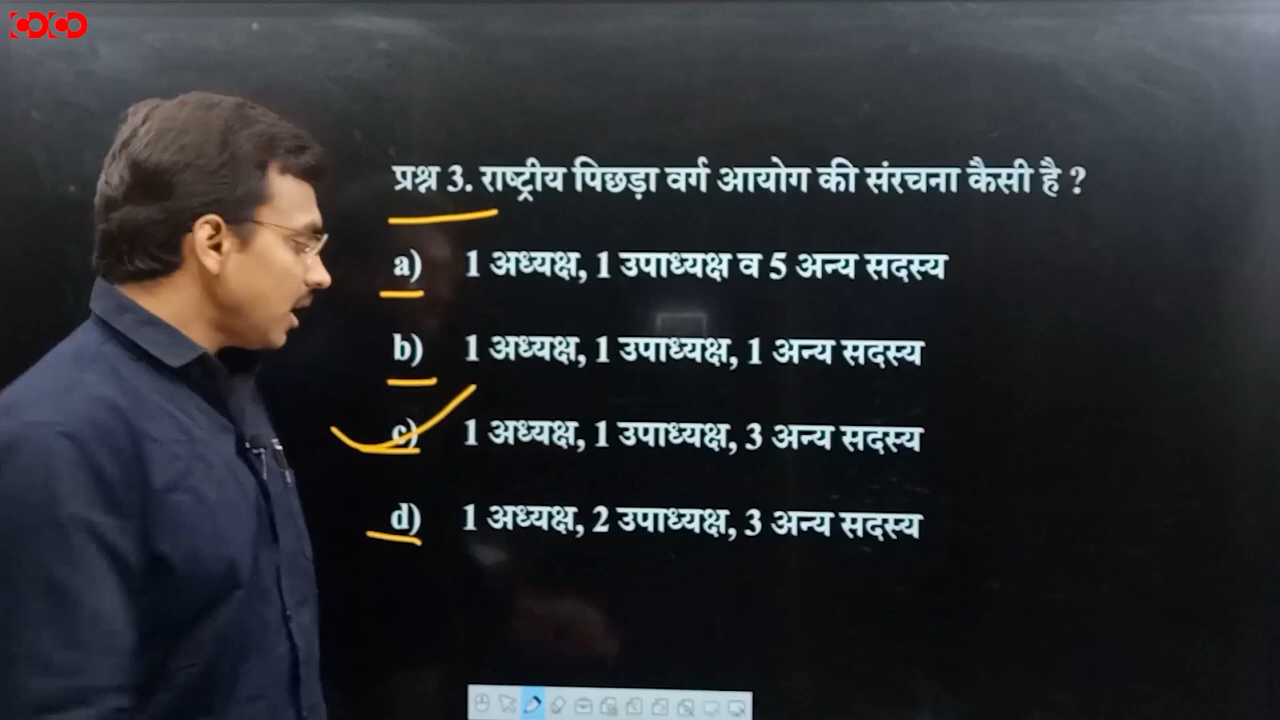 प्रश्न 3. राष्ट्रीय पिछड़ा वर्ग आयोग की संरचना कैसी है ?
a) 1 अध्यक्ष, 1 उपाध्यक्ष व 5 अन्य सदस्य
b) 1 अध्यक्ष, 1 उपाध्यक्ष, 1 अन्य सदस्य
c) 1 अध्यक्ष, 1 उपाध्यक्ष, 3 अन्य सदस्य
d) 1 अध्यक्ष, 2 उपाध्यक्ष, 3 अन्य सदस्य